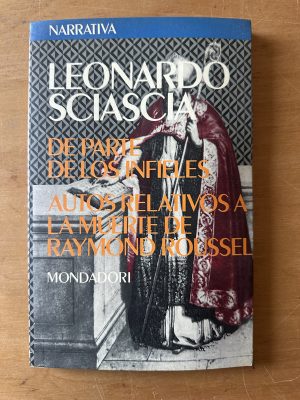 NARRATIVA
LEONARDO
SCIASCIA
DE PARTE
DE LOS INFIELES
AUTOS RELATIVOS A
LA MUERTE DE
RAYMOND ROUSSEL
MONDADORI